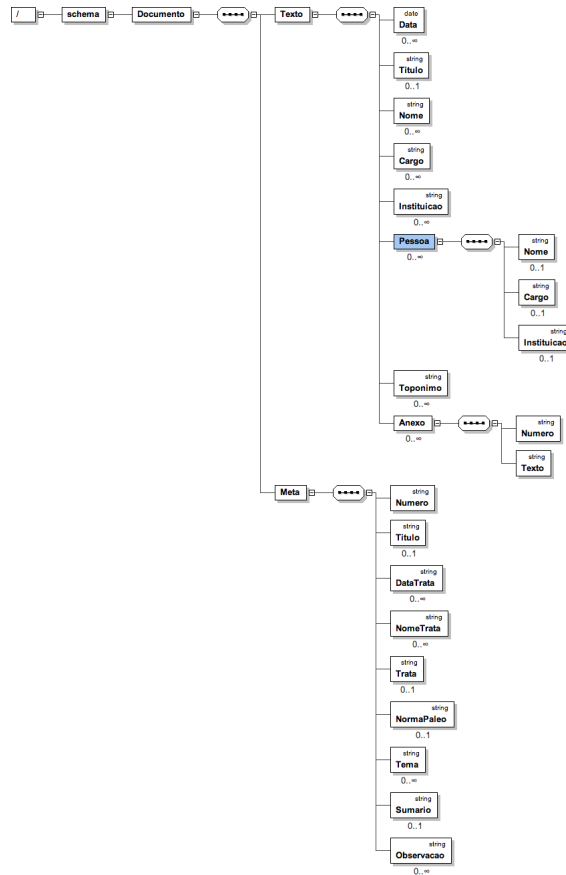 /
schema
Documento
Texto
date
Data
0..∞
string
Titulo
0..1
string
Nome
0..∞
string
Cargo
0..∞
string
Instituicao
0..∞
Pessoa
0..∞
string
Nome
0..1
string
Cargo
0..1
string
Instituicao
0..1
string
Toponimo
0..∞
Anexo
0..∞
string
Numero
string
Texto
Meta
string
Numero
string
Titulo
0..1
string
DataTrata
0..∞
string
NomeTrata
0..∞
string
Trata
0..1
string
NormaPaleo
0..1
string
Tema
0..∞
string
Sumario
0..1
string
Observacao
0..∞